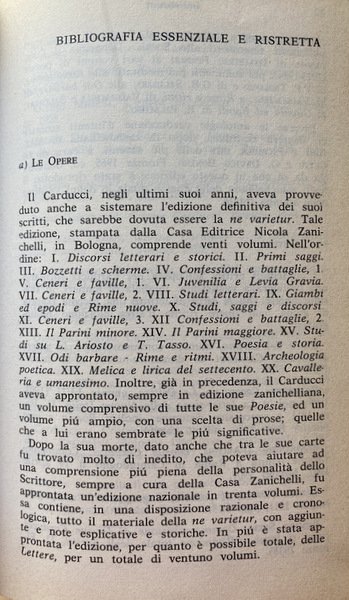 BIBLIOGRAFIA ESSENZIALE E RISTRETTA
a) LE OPERE
Il Carducci, negli ultimi suoi anni, aveva provve-
duto anche a sistemare l'edizione definitiva dei suoi
scritti, che sarebbe dovuta essere la ne varietur. Tale
edizione, stampata dalla Casa Editrice Nicola Zani-
chelli, in Bologna, comprende venti volumi. Nell'or-
dine: I. Discorsi letterari e storici. II. Primi saggi.
III. Bozzetti e scherme. IV. Confessioni e battaglie, 1.
V. Ceneri e faville, 1. VI. Juvenilia e Levia Gravia.
VII. Ceneri e faville, 2. VIII. Studi letterari. IX. Giambi
ed epodi e Rime nuove. X. Studi, saggi e discorsi.
XI. Ceneri e faville, 3. XII Confessioni e battaglie, 2
XIII. Il Parini minore. XIV. Il Parini maggiore. XV. Stu-
di su L. Ariosto e T. Tasso. XVI. Poesia e storia.
XVII. Odi barbare - Rime e ritmi. XVIII. Archeologia
poetica. XIX. Melica e lirica del settecento. XX. Cavalle-
ria e umanesimo. Inoltre, già in precedenza, il Carducci
aveva approntato, sempre in edizione zanichelliana,
un volume comprensivo di tutte le sue Poesie, ed un
volume piú ampio, con una scelta di prose; quelle
che a lui erano sembrate le piú significative.
Dopo la sua morte, dato anche che tra le sue carte
fu trovato molto di inedito, che poteva aiutare ad
una comprensione piú piena della personalità dello
Scrittore, sempre a cura della Casa Zanichelli, fu
approntata un'edizione nazionale in trenta volumi. Es-
sa contiene, in una disposizione razionale e crono-
logica, tutto il materiale della ne varietur, con aggiun-
te e note esplicative e storiche. In piú è stata ap-
prontata l'edizione, per quanto è possibile totale, delle
Lettere, per un totale di ventuno volumi.